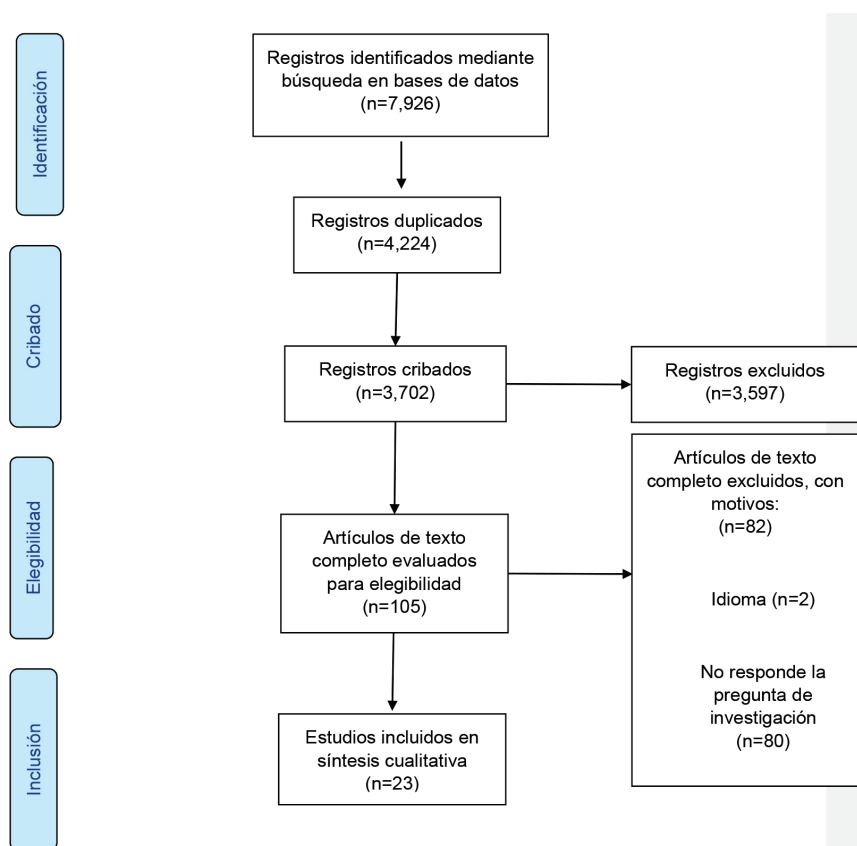 Identificación
Registros identificados mediante
búsqueda en bases de datos
(n=7,926)
Registros duplicados
(n=4,224)
Cribado
Registros cribados
(n=3,702)
Registros excluidos
(n=3,597)
Elegibilidad
Artículos de texto
completo evaluados
para elegibilidad
(n=105)
Artículos de texto
completo excluidos, con
motivos:
(n=82)
Idioma (n=2)
No responde la
pregunta de
investigación
(n=80)
Inclusión
Estudios incluidos en
síntesis cualitativa
(n=23)